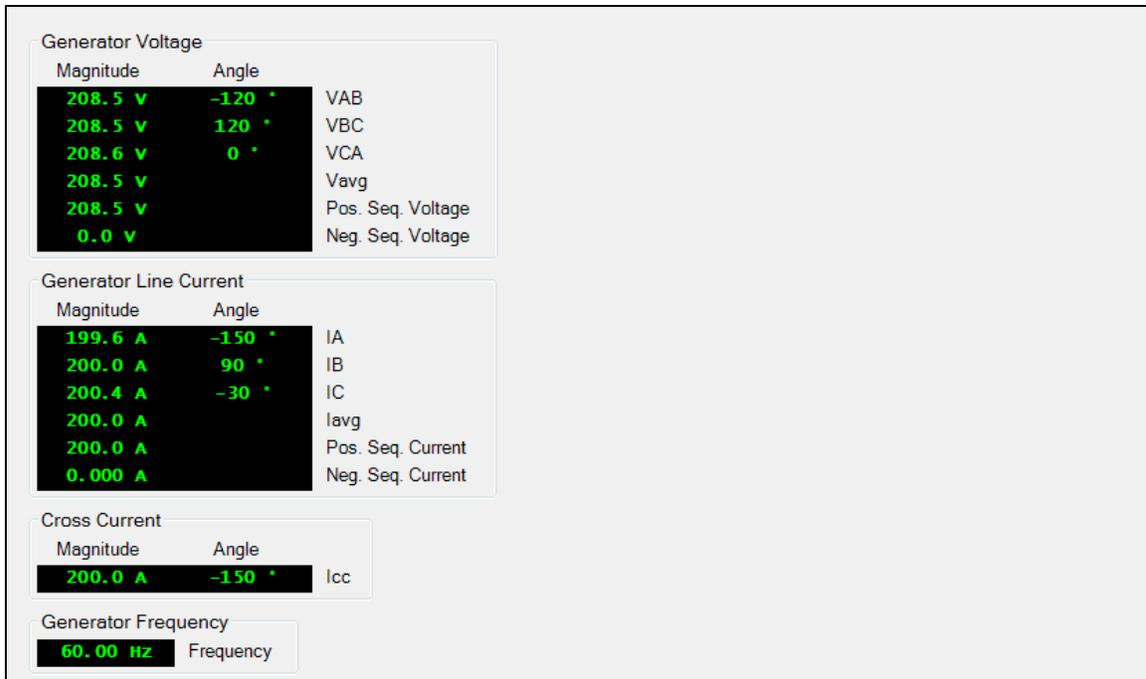 Generator Voltage
Magnitude Angle
208.5 V -120 ° VAB
208.5 V 120 ° VBC
208.6 V 0 ° VCA
208.5 V Vavg
208.5 V Pos. Seq. Voltage
0.0 V Neg. Seq. Voltage
Generator Line Current
Magnitude Angle
199.6 A -150 ° IA
200.0 A 90 ° IB
200.4 A -30 ° IC
200.0 A Iavg
200.0 A Pos. Seq. Current
0.000 A Neg. Seq. Current
Cross Current
Magnitude Angle
200.0 A -150 ° Icc
Generator Frequency
60.00 Hz Frequency